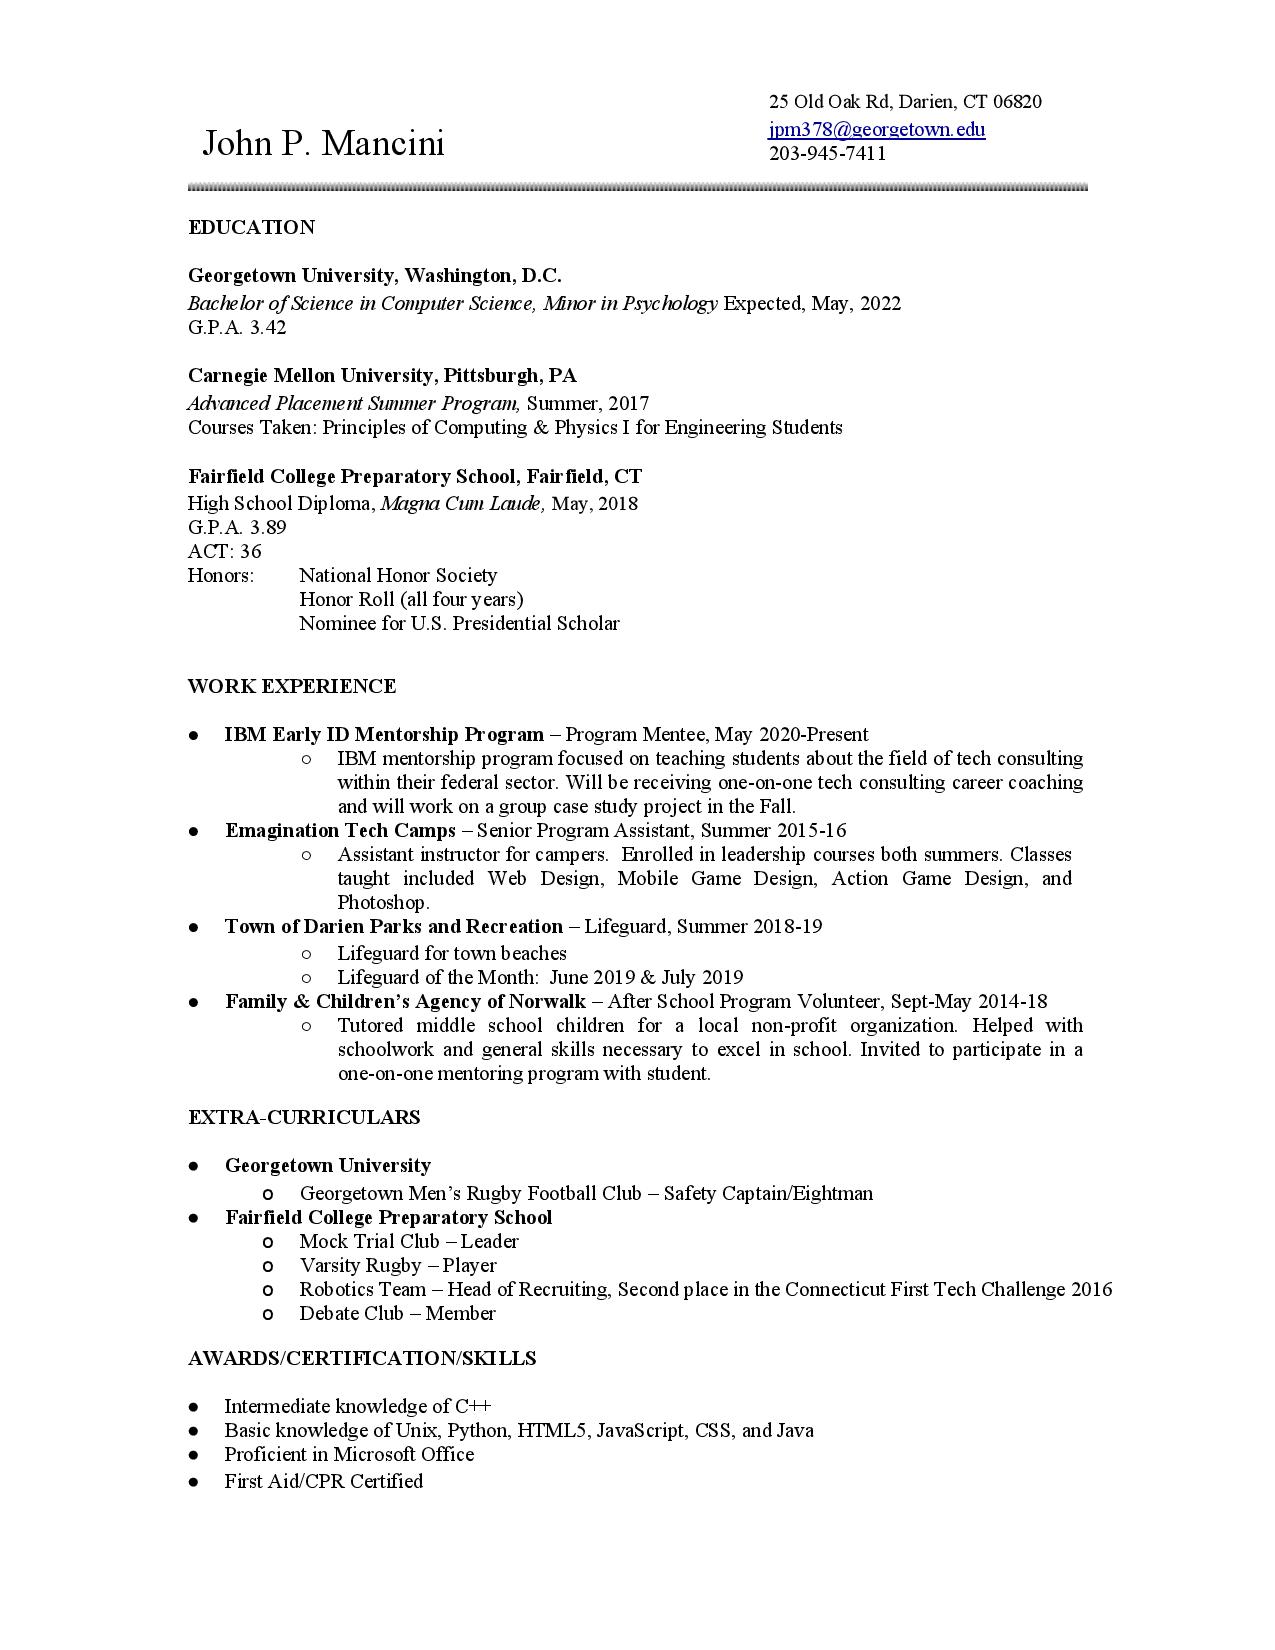 25 Old Oak Rd, Darien, CT 06820
jpm378@georgetown.edu
John P. Mancini
203-945-7411
EDUCATION
Georgetown University, Washington, D.C.
Bachelor of Science in Computer Science, Minor in Psychology Expected, May, 2022
G.P.A. 3.42
Carnegie Mellon University, Pittsburgh, PA
Advanced Placement Summer Program, Summer, 2017
Courses Taken: Principles of Computing & Physics I for Engineering Students
Fairfield College Preparatory School, Fairfield, CT
High School Diploma, Magna Cum Laude, May, 2018
G.P.A. 3.89
ACT: 36
Honors: National Honor Society
Honor Roll (all four years)
Nominee for U.S. Presidential Scholar
WORK EXPERIENCE
● IBM Early ID Mentorship Program – Program Mentee, May 2020-Present
○ IBM mentorship program focused on teaching students about the field of tech consulting
within their federal sector. Will be receiving one-on-one tech consulting career coaching
and will work on a group case study project in the Fall.
● Emagination Tech Camps – Senior Program Assistant, Summer 2015-16
○ Assistant instructor for campers. Enrolled in leadership courses both summers. Classes
taught included Web Design, Mobile Game Design, Action Game Design, and
Photoshop.
● Town of Darien Parks and Recreation – Lifeguard, Summer 2018-19
○ Lifeguard for town beaches
○ Lifeguard of the Month: June 2019 & July 2019
● Family & Children's Agency of Norwalk – After School Program Volunteer, Sept-May 2014-18
○ Tutored middle school children for a local non-profit organization. Helped with
schoolwork and general skills necessary to excel in school. Invited to participate in a
one-on-one mentoring program with student.
EXTRA-CURRICULARS
● Georgetown University
o Georgetown Men's Rugby Football Club – Safety Captain/Eightman
● Fairfield College Preparatory School
o Mock Trial Club – Leader
o Varsity Rugby – Player
o Robotics Team – Head of Recruiting, Second place in the Connecticut First Tech Challenge 2016
o Debate Club – Member
AWARDS/CERTIFICATION/SKILLS
● Intermediate knowledge of C++
● Basic knowledge of Unix, Python, HTML5, JavaScript, CSS, and Java
● Proficient in Microsoft Office
● First Aid/CPR Certified